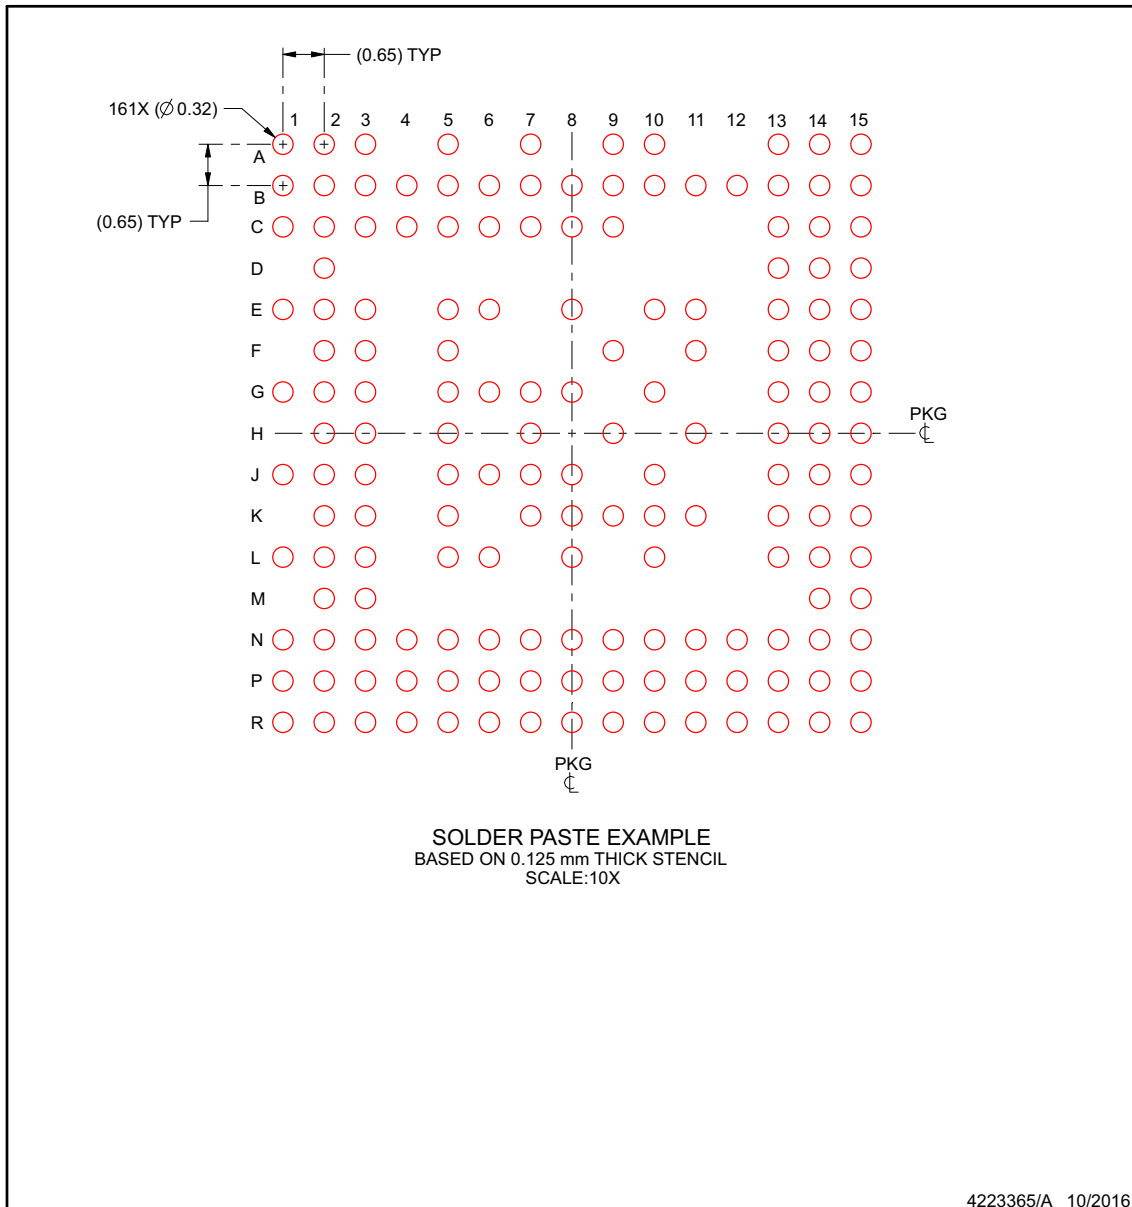 (0.65) TYP
161X (∅ 0.32)
1 2 3 4 5 6 7 8 9 10 11 12 13 14 15
A
B
(0.65) TYP
C
D
E
F
G
PKG
H
J
K
L
M
N
P
R
PKG
SOLDER PASTE EXAMPLE
BASED ON 0.125 mm THICK STENCIL
SCALE:10X
4223365/A 10/2016